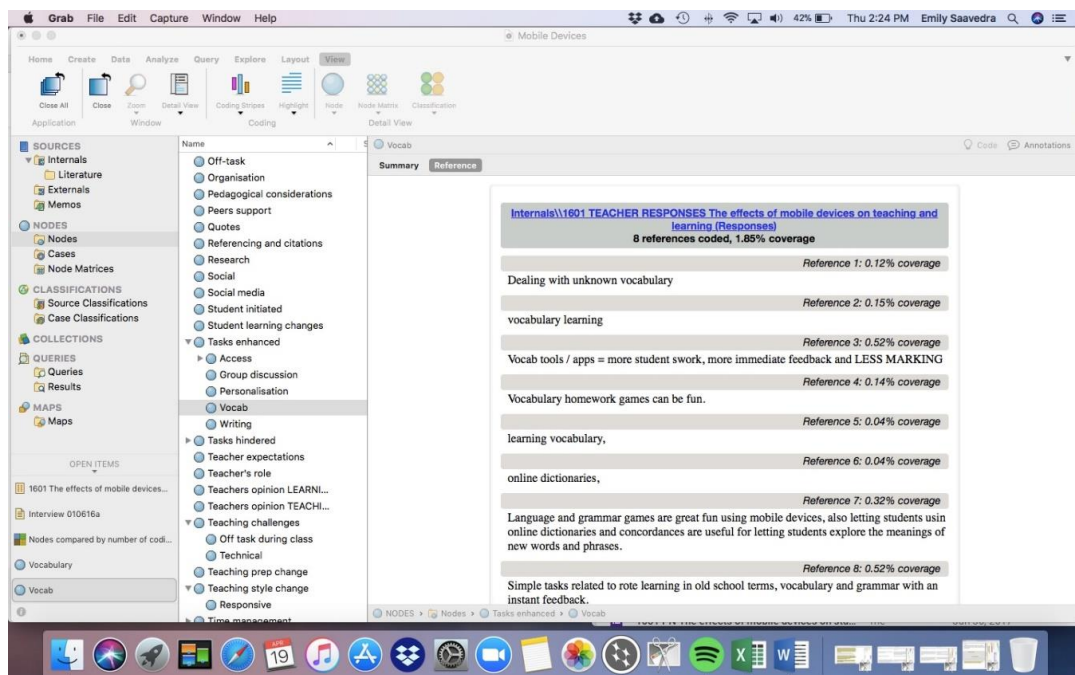 Grab File Edit Capture Window Help 42% Thu 2:24 PM Emily Saavedra
Mobile Devices
Home Create Data Analyze Query Explore Layout View
Close All Close Zoom Detail View Coding Stripes Highlight Node Node Matrix Classification
Application Window Coding Detail View
SOURCES
Internals
Literature
Externals
Memos
NODES
Nodes
Cases
Node Matrices
CLASSIFICATIONS
Source Classifications
Case Classifications
COLLECTIONS
QUERIES
Queries
Results
MAPS
Maps
OPEN ITEMS
1601 The effects of mobile devices...
Interview 010616a
Nodes compared by number of codi...
Vocabulary
Vocab
Name
Off-task
Organisation
Pedagogical considerations
Peers support
Quotes
Referencing and citations
Research
Social
Social media
Student initiated
Student learning changes
Tasks enhanced
Access
Group discussion
Personalisation
Vocab
Writing
Tasks hindered
Teacher expectations
Teacher's role
Teachers opinion LEARNI...
Teachers opinion TEACHI...
Teaching challenges
Off task during class
Technical
Teaching prep change
Teaching style change
Responsive
Time management
Vocab Code Annotations
Summary Reference
Internals\\1601 TEACHER RESPONSES The effects of mobile devices on teaching and
learning (Responses)
8 references coded, 1.85% coverage
Reference 1: 0.12% coverage
Dealing with unknown vocabulary
Reference 2: 0.15% coverage
vocabulary learning
Reference 3: 0.52% coverage
Vocab tools / apps = more student swork, more immediate feedback and LESS MARKING
Reference 4: 0.14% coverage
Vocabulary homework games can be fun.
Reference 5: 0.04% coverage
learning vocabulary,
Reference 6: 0.04% coverage
online dictionaries,
Reference 7: 0.32% coverage
Language and grammar games are great fun using mobile devices, also letting students usin
online dictionaries and concordances are useful for letting students explore the meanings of
new words and phrases.
Reference 8: 0.52% coverage
Simple tasks related to rote learning in old school terms, vocabulary and grammar with an
instant feedback.
NODES > Nodes > Tasks enhanced > Vocab
APR
19